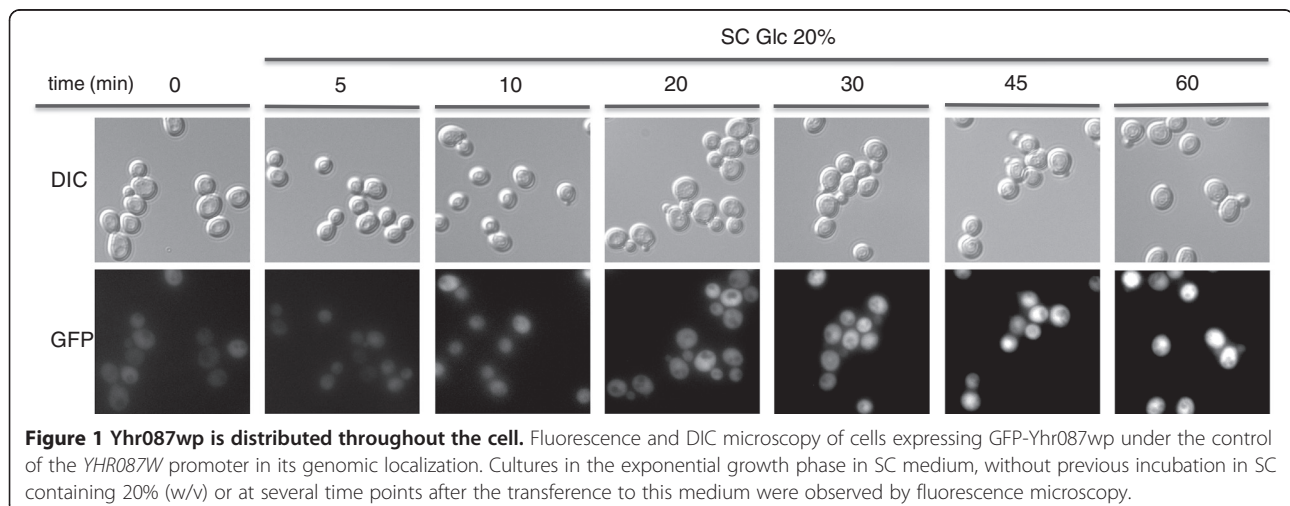 SC Glc 20%
time (min) 0 5 10 20 30 45 60
DIC
GFP
Figure 1 Yhr087wp is distributed throughout the cell. Fluorescence and DIC microscopy of cells expressing GFP-Yhr087wp under the control
of the YHR087W promoter in its genomic localization. Cultures in the exponential growth phase in SC medium, without previous incubation in SC
containing 20% (w/v) or at several time points after the transference to this medium were observed by fluorescence microscopy.